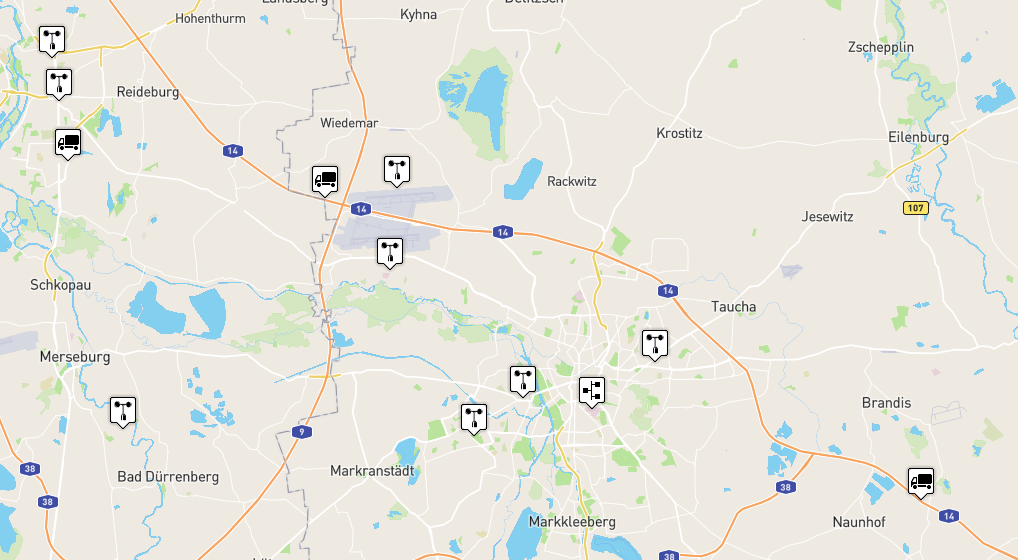 Landsberg
Delitzsch
Kyhna
Hohenthurm
Zschepplin
Reideburg
Wiedemar
Krostitz
Eilenburg
14
Rackwitz
107
14
Jesewitz
14
Schkopau
14
Taucha
Merseburg
Brandis
9
38
Markranstädt
Bad Dürrenberg
38
38
14
Markkleeberg
Naunhof
38